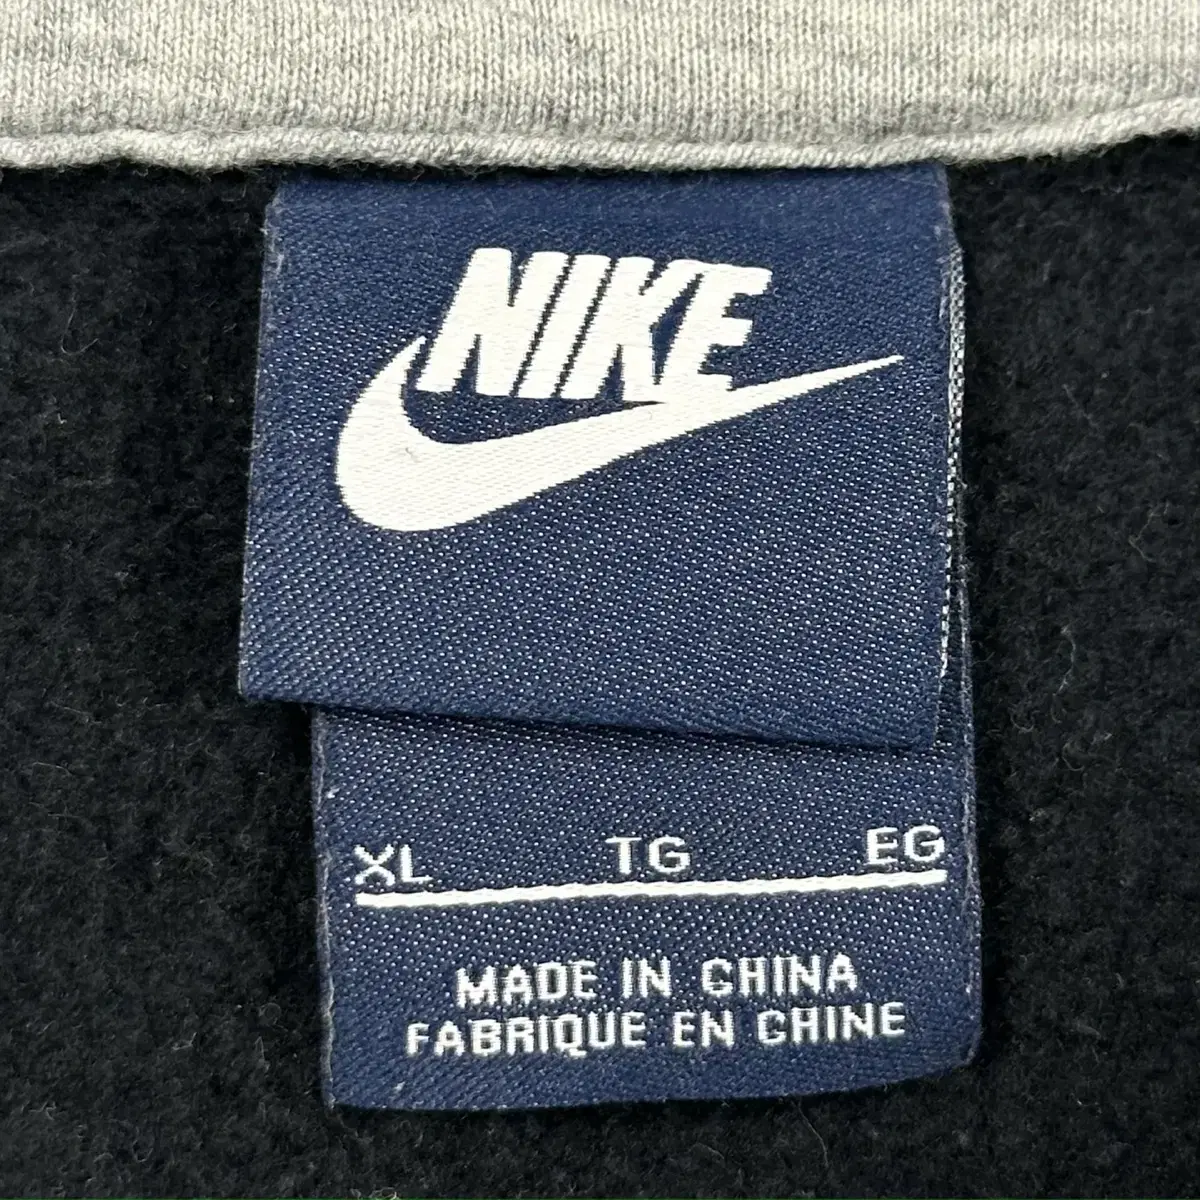 NIKE
XL TG EG
MADE IN CHINA
FABRIQUE EN CHINE